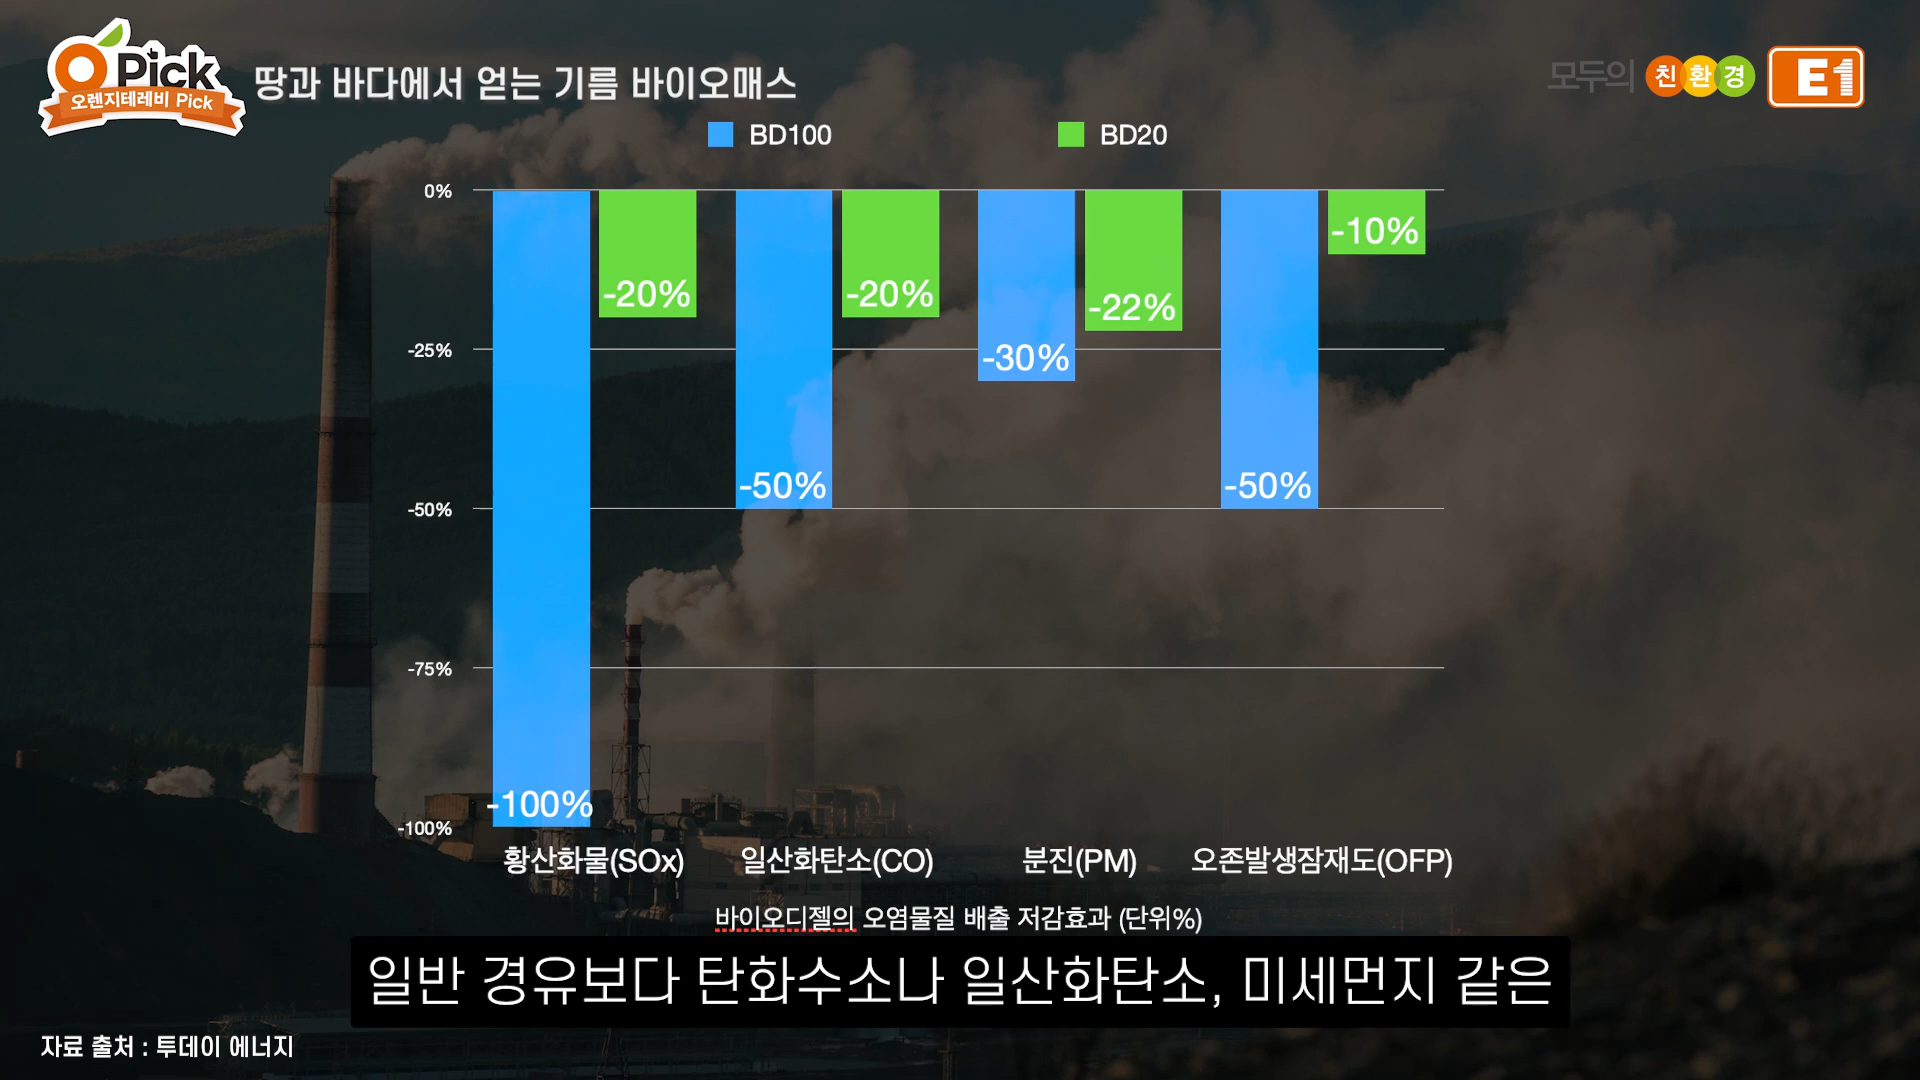 Pick
오렌지테레비 Pick
땅과 바다에서 얻는 기름 바이오매스
모두의 친환경 E1
BD100 BD20
0%
-25%
-50%
-75%
-100%
-100% -20% -50% -20% -30% -22% -50% -10%
황산화물(SOx) 일산화탄소(CO) 분진(PM) 오존발생잠재도(OFP)
바이오디젤의 오염물질 배출 저감효과 (단위%)
일반 경유보다 탄화수소나 일산화탄소, 미세먼지 같은
자료 출처 : 투데이 에너지